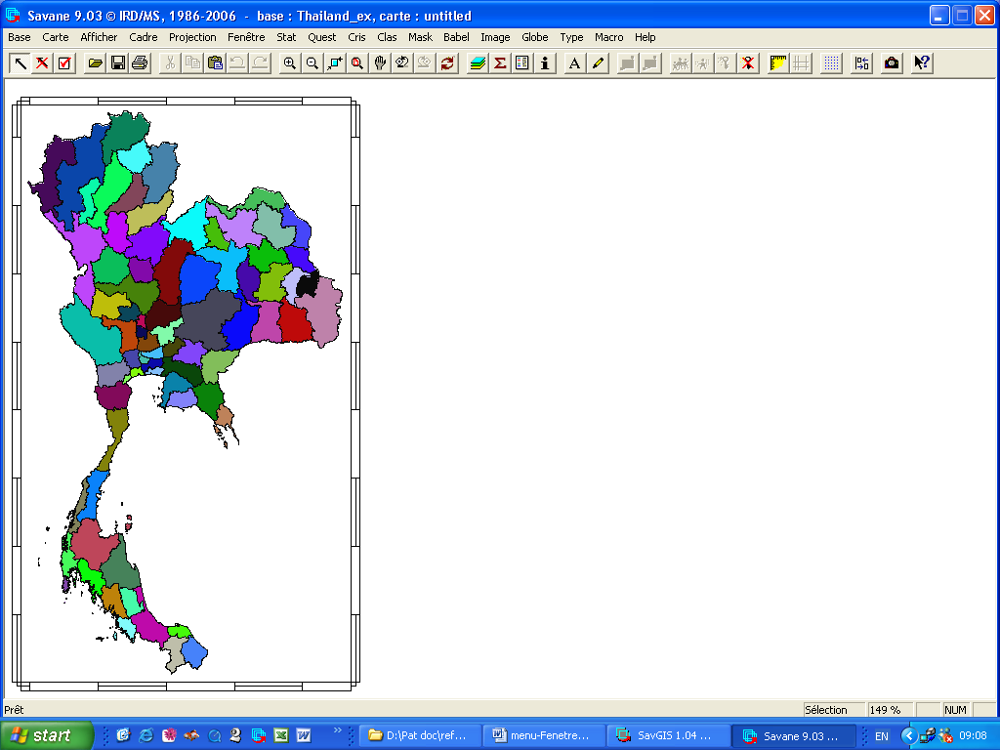 Savane 9.03 © IRD/MS, 1986-2006 - base : Thailand_ex, carte : untitled
Base Carte Afficher Cadre Projection Fenêtre Stat Quest Cris Clas Mask Babel Image Globe Type Macro Help
Prêt
Sélection 149 % NUM
start D:\Pat doc\ref... menu-Fenetre... SavGIS 1.04 ... Savane 9.03 ... EN 09:08